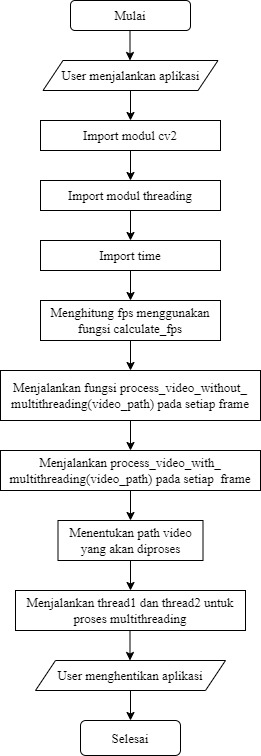 Mulai
User menjalankan aplikasi
Import modul cv2
Import modul threading
Import time
Menghitung fps menggunakan
fungsi calculate_fps
Menjalankan fungsi process_video_without_
multithreading(video_path) pada setiap frame
Menjalankan process_video_with_
multithreading(video_path) pada setiap  frame
Menentukan path video
yang akan diproses
Menjalankan thread1 dan thread2 untuk
proses multithreading
User menghentikan aplikasi
Selesai